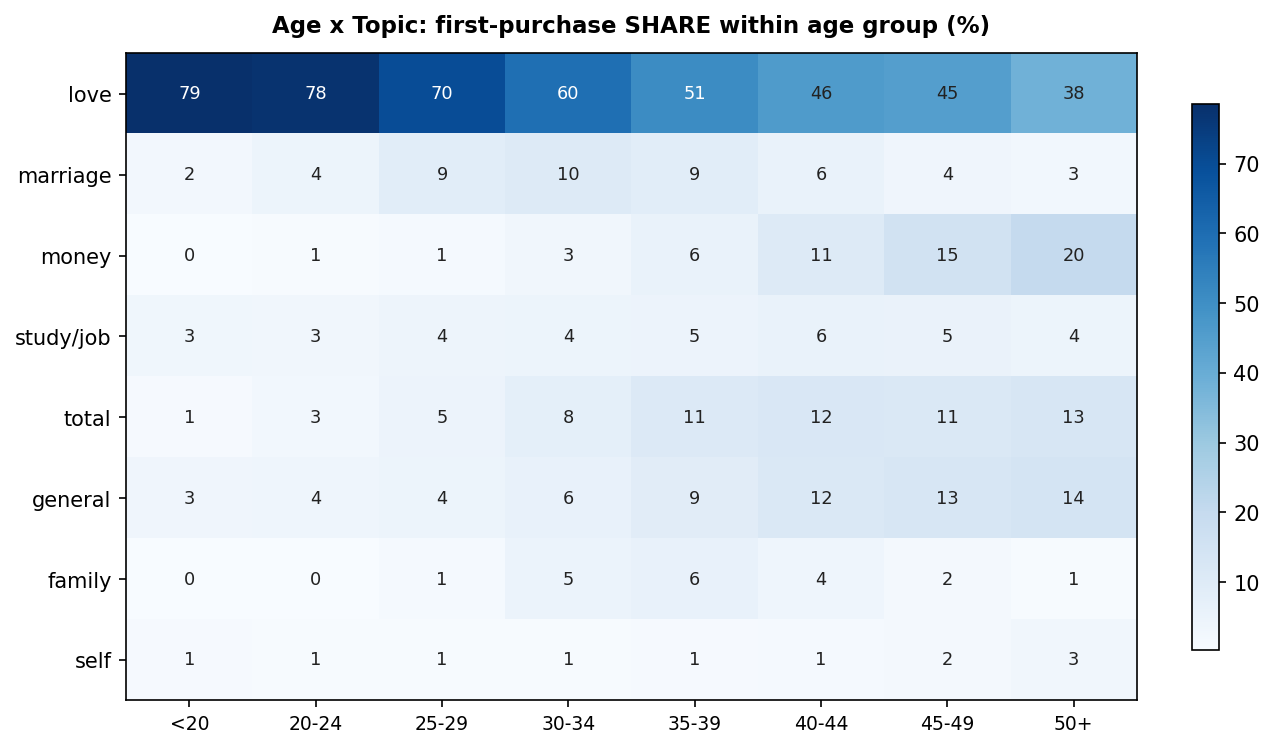 Age x Topic: first-purchase SHARE within age group (%)
love 79 78 70 60 51 46 45 38
marriage 2 4 9 10 9 6 4 3
money 0 1 1 3 6 11 15 20
study/job 3 3 4 4 5 6 5 4
total 1 3 5 8 11 12 11 13
general 3 4 4 6 9 12 13 14
family 0 0 1 5 6 4 2 1
self 1 1 1 1 1 1 2 3
<20 20-24 25-29 30-34 35-39 40-44 45-49 50+
70
60
50
40
30
20
10